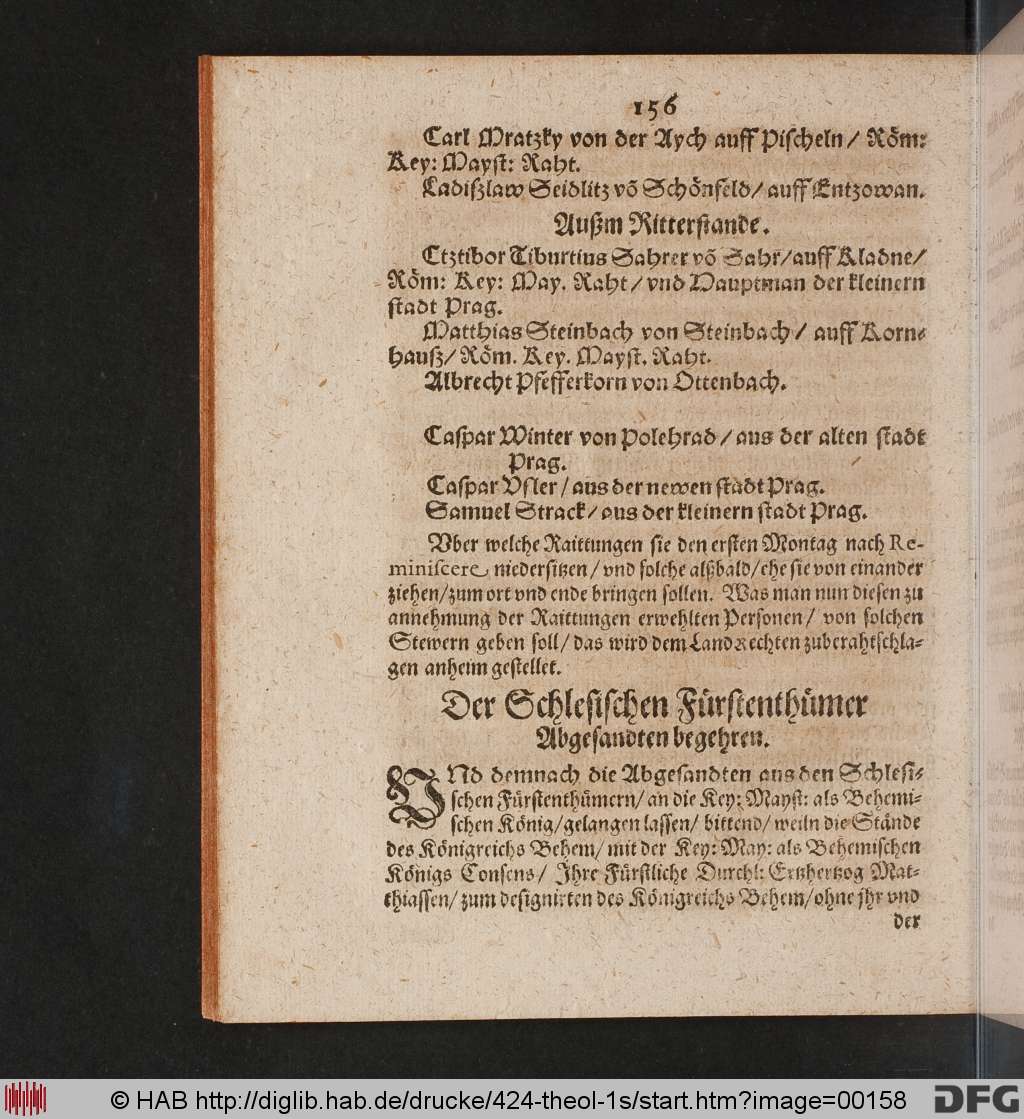 156
Carl Mratzky von der Aych auff Pischeln/ Röm:
Key: Mayst: Raht.
Ladißlaw Seidlitz võ Schönfeld/ auff Entzowan.
Außm Ritterstande.
Ctztibor Tiburtius Sahrer võ Sahr/auff Kladne/
Röm: Key: May. Raht/ vnd Hauptman der kleinern
stadt Prag.
Matthias Steinbach von Steinbach/ auff Korn-
hauß/ Röm. Key. Mayst. Raht.
Albrecht Pfefferkorn von Ottenbach.
Caspar Winter von Polehrad/aus der alten stadt
Prag.
Caspar Vsler/aus der newen stadt Prag.
Samuel Strack/aus der kleinern stadt Prag.
Vber welche Raittungen sie den ersten Montag nach Re-
miniscere niedersitzen/vnd solche alßbald/ehe sie von einander
ziehen/zum ort vnd ende bringen sollen. Was man nun diesen zu
annehmung der Raittungen erwehlten Personen/ von solchen
Stewern geben soll/ das wird dem LandRechten zuberahtschla-
gen anheim gestellet.
Der Schlesischen Fürstenthümer
Abgesandten begehren.
VNd demnach die Abgesandten aus den Schlesi-
schen Fürstenthümern/ an die Key: Mayst: als Behemi-
schen König/gelangen lassen/ bittend/ weiln die Stände
des Königreichs Behem/ mit der Key: May: als Behemischen
Königs Consens/ Ihre Fürstliche Durchl: Ertzhertzog Mat-
thiassen/ zum designirten des Königreichs Behem/ohne jhr vnd
der
© HAB http://diglib.hab.de/drucke/424-theol-1s/start.htm?image=00158
DFG